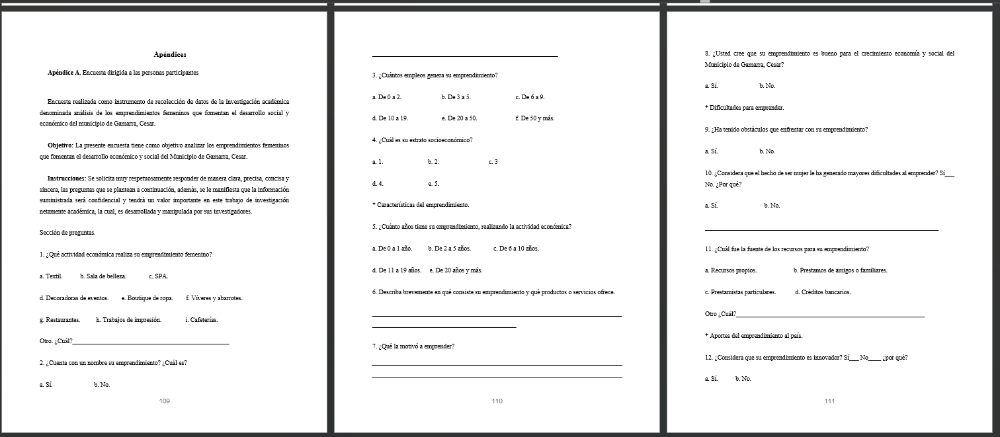 Apéndices
Apéndice A. Encuesta dirigida a las personas participantes
Encuesta realizada como instrumento de recolección de datos de la investigación académica
denominada análisis de los emprendimientos femeninos que fomentan el desarrollo social y
económico del municipio de Gamarra, Cesar.
Objetivo: La presente encuesta tiene como objetivo analizar los emprendimientos femeninos
que fomentan el desarrollo económico y social del Municipio de Gamarra, Cesar.
Instrucciones: Se solicita muy respetuosamente responder de manera clara, precisa, concisa y
sincera, las preguntas que se plantean a continuación, además, se le manifiesta que la información
suministrada será confidencial y tendrá un valor importante en este trabajo de investigación
netamente académica, la cual, es desarrollada y manipulada por sus investigadores.
Sección de preguntas.
1. ¿Qué actividad económica realiza su emprendimiento femenino?
a. Textil. b. Sala de belleza. c. SPA.
d. Decoradoras de eventos. e. Boutique de ropa. f. Víveres y abarrotes.
g. Restaurantes. h. Trabajos de impresión. i. Cafeterías.
Otro. ¿Cuál?_______________________________________________
2. ¿Cuenta con un nombre su emprendimiento? ¿Cuál es?
a. Sí. b. No.
109
________________________________________________________
3. ¿Cuántos empleos genera su emprendimiento?
a. De 0 a 2. b. De 3 a 5. c. De 6 a 9.
d. De 10 a 19. e. De 20 a 50. f. De 50 y más.
4. ¿Cuál es su estrato socioeconómico?
a. 1. b. 2. c. 3
d. 4. e. 5.
* Características del emprendimiento.
5. ¿Cuánto años tiene su emprendimiento, realizando la actividad económica?
a. De 0 a 1 año. b. De 2 a 5 años. c. De 6 a 10 años.
d. De 11 a 19 años. e. De 20 años y más.
6. Describa brevemente en qué consiste su emprendimiento y qué productos o servicios ofrece.
___________________________________________________________________________
___________________________________________
7. ¿Qué la motivó a emprender?
___________________________________________________________________________
___________________________________________________________________________
110
8. ¿Usted cree que su emprendimiento es bueno para el crecimiento economía y social del
Municipio de Gamarra, Cesar?
a. Sí. b. No.
* Dificultades para emprender.
9. ¿Ha tenido obstáculos que enfrentar con su emprendimiento?
a. Sí. b. No.
10. ¿Considera que el hecho de ser mujer le ha generado mayores dificultades al emprender? Sí___
No. ¿Por qué?
a. Sí. b. No.
______________________________________________________________________
11. ¿Cuál fue la fuente de los recursos para su emprendimiento?
a. Recursos propios. b. Prestamos de amigos o familiares.
c. Prestamistas particulares. d. Créditos bancarios.
Otro ¿Cuál?_________________________________________________________
* Aportes del emprendimiento al país.
12. ¿Considera que su emprendimiento es innovador? Sí___ No____ ¿por qué?
a. Sí. b. No.
111